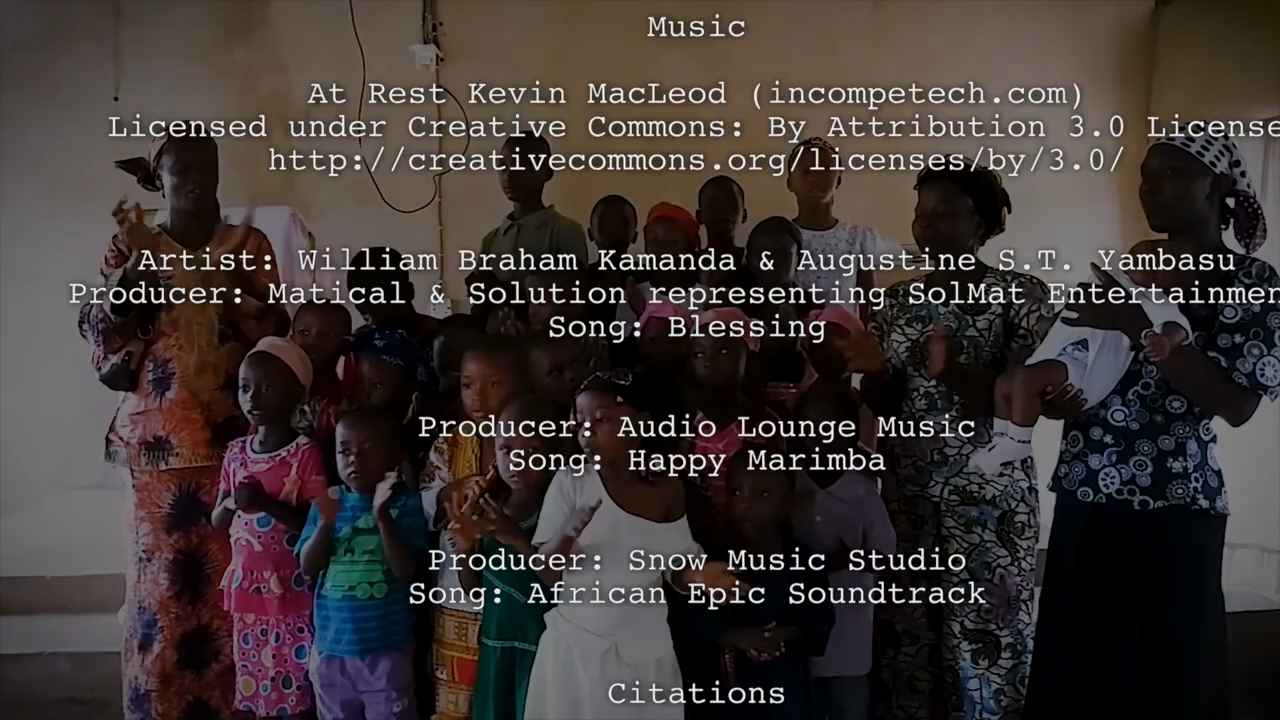 Music
At Rest Kevin MacLeod (incompetech.com)
Licensed under Creative Commons: By Attribution 3.0 License
http://creativecommons.org/licenses/by/3.0/
Artist: William Braham Kamanda & Augustine S.T. Yambasu
Producer: Matical & Solution representing SolMat Entertainmen
Song: Blessing
Producer: Audio Lounge Music
Song: Happy Marimba
Producer: Snow Music Studio
Song: African Epic Soundtrack
Citations